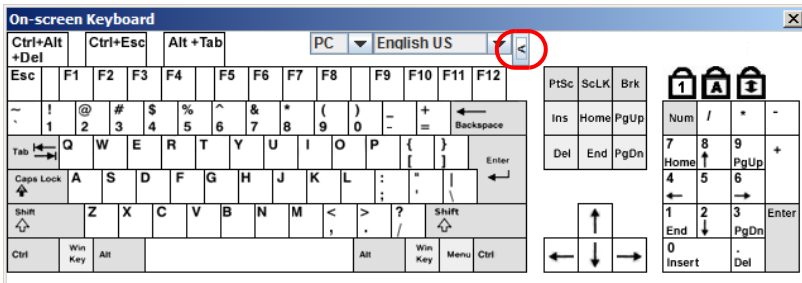 On-screen Keyboard X
Ctrl+Alt +Del Ctrl+Esc Alt +Tab PC English US <
Esc F1 F2 F3 F4 F5 F6 F7 F8 F9 F10 F11 F12 PtSc ScLK Brk 1 A
~ ! @ # $ % ^ & * ( ) _ + Backspace
` 1 2 3 4 5 6 7 8 9 0 - = Ins Home PgUp Num / * -
Tab Q W E R T Y U I O P { } Enter
[ ] Del End PgDn 7 Home 8 9 PgUp +
Caps Lock A S D F G H J K L : " | 4 5 6
; ' \
Shift Z X C V B N M < > ? Shift 1 End 2 3 PgDn Enter
, . /
Ctrl Win Key Alt Alt Win Key Menu Ctrl 0 Insert . Del